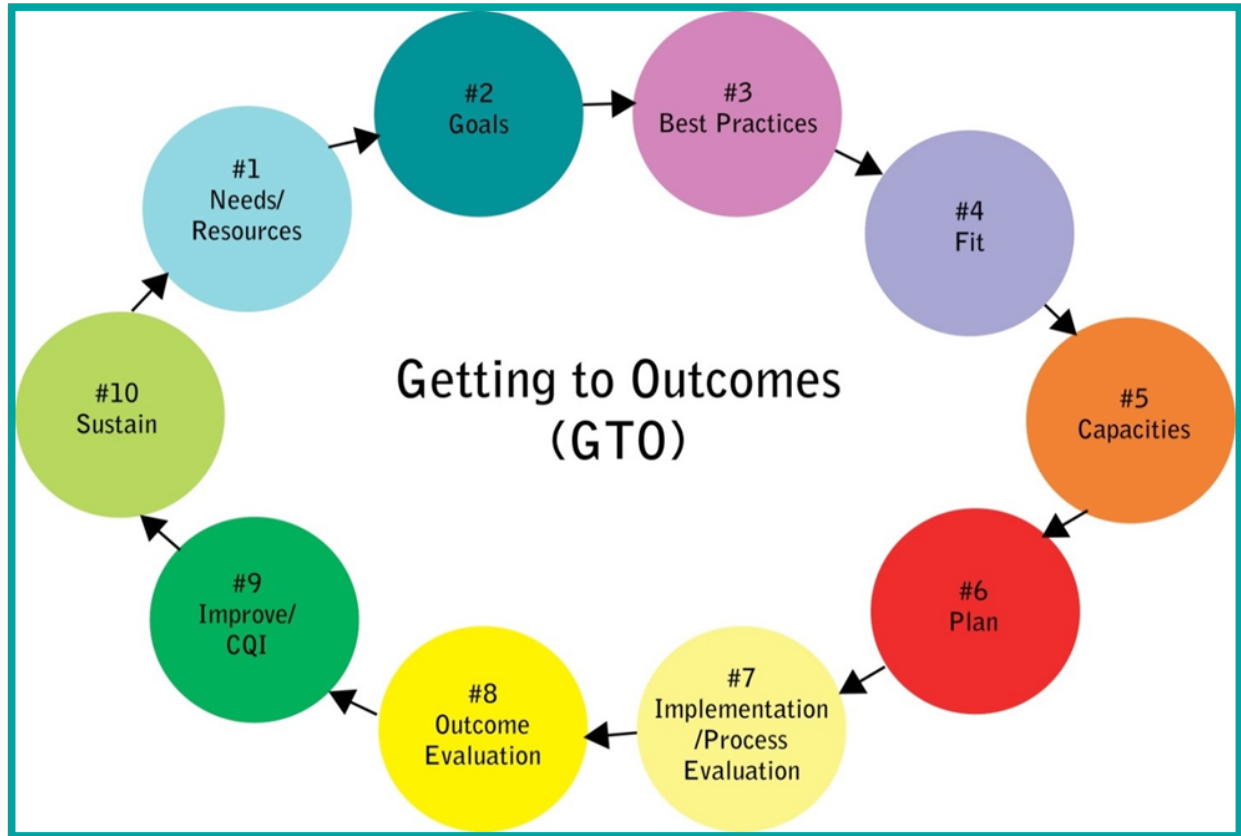 #1
Needs/
Resources
#2
Goals
#3
Best Practices
#4
Fit
#5
Capacities
#6
Plan
#7
Implementation
/Process
Evaluation
#8
Outcome
Evaluation
#9
Improve/
CQI
#10
Sustain
Getting to Outcomes
(GTO)